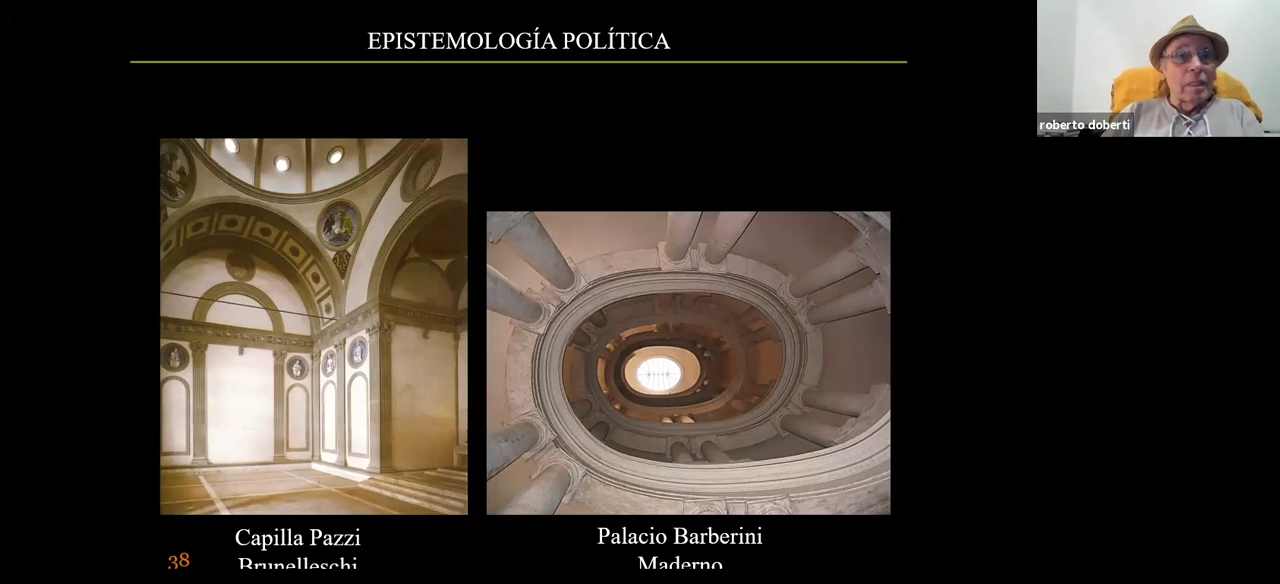 EPISTEMOLOGÍA POLÍTICA
roberto doberti
Capilla Pazzi
Brunelleschi
Palacio Barberini
Maderno
38